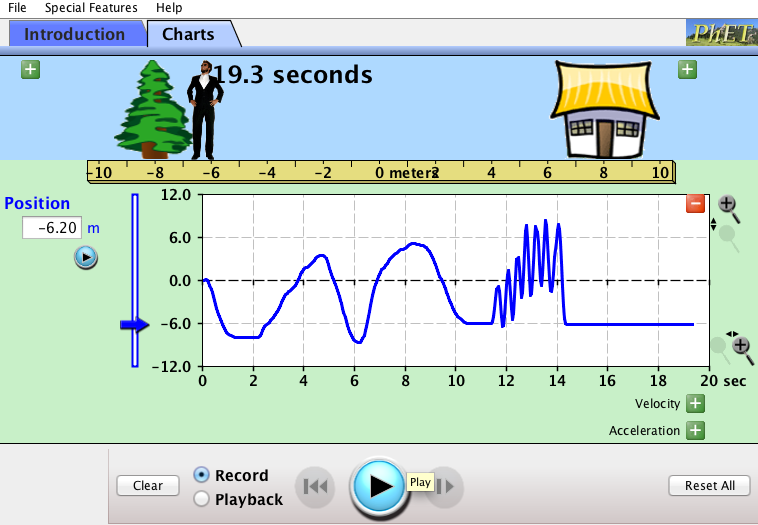 File Special Features Help
Introduction Charts
PhET
19.3 seconds
-10 -8 -6 -4 -2 0 meters 2 4 6 8 10
Position
-6.20 m
12.0
6.0
0.0
-6.0
-12.0
0 2 4 6 8 10 12 14 16 18 20 sec
Velocity
Acceleration
Clear
Record
Playback
Play
Reset All